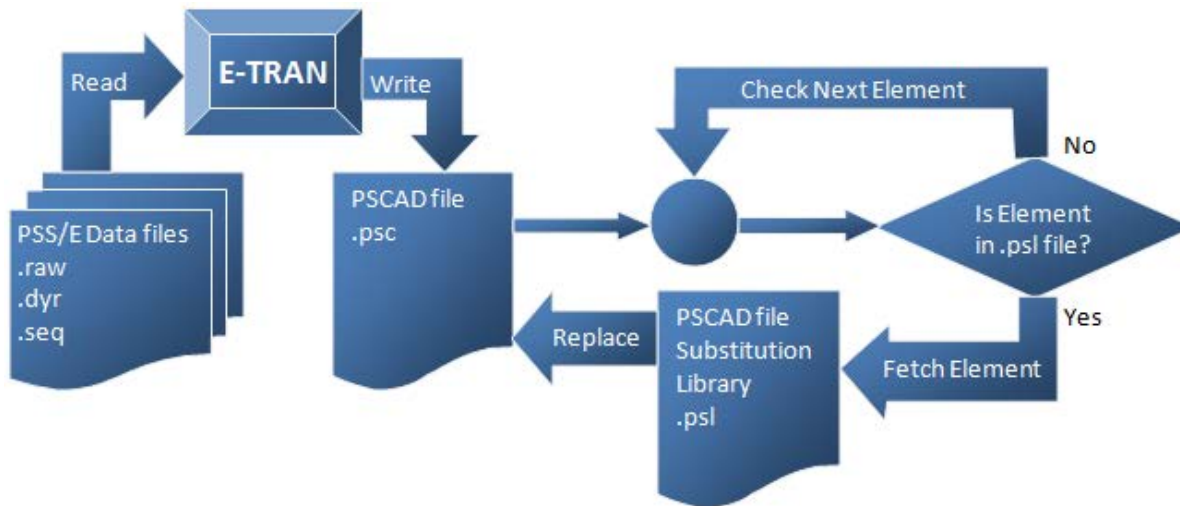 Read
E-TRAN
Write
PSS/E Data files
.raw
.dyr
.seq
PSCAD file
.psc
Check Next Element
No
Is Element
in .psl file?
Yes
Fetch Element
PSCAD file
Substitution
Library
.psl
Replace